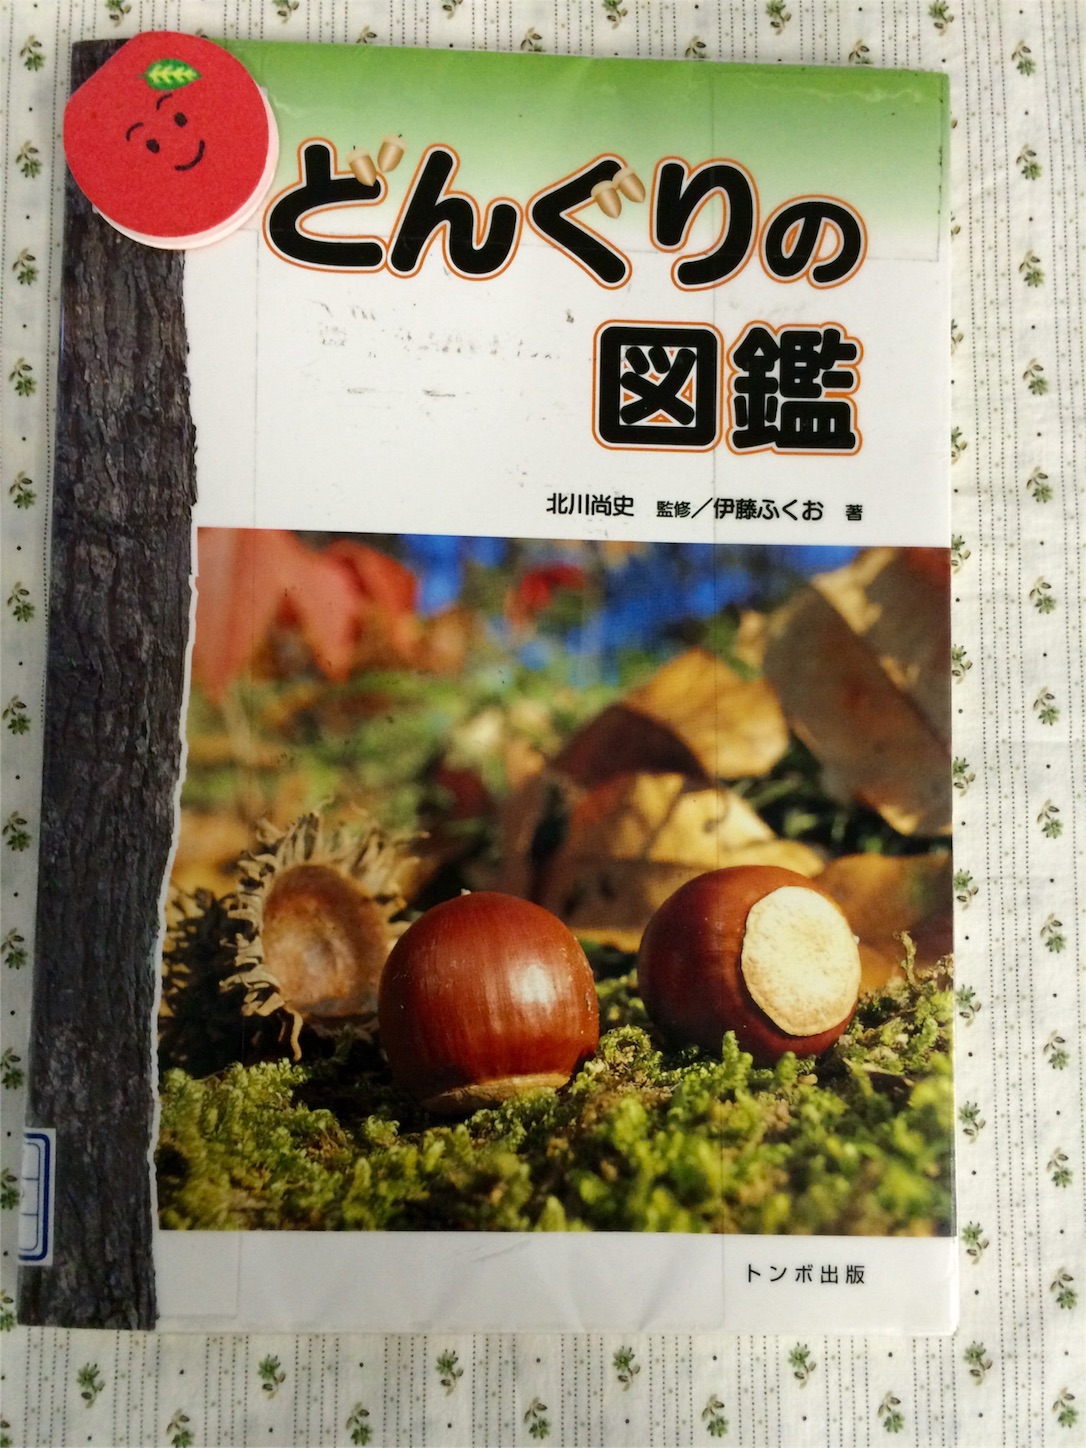 どんぐりの
図鑑
北川尚史 監修／伊藤ふくお 著
トンボ出版